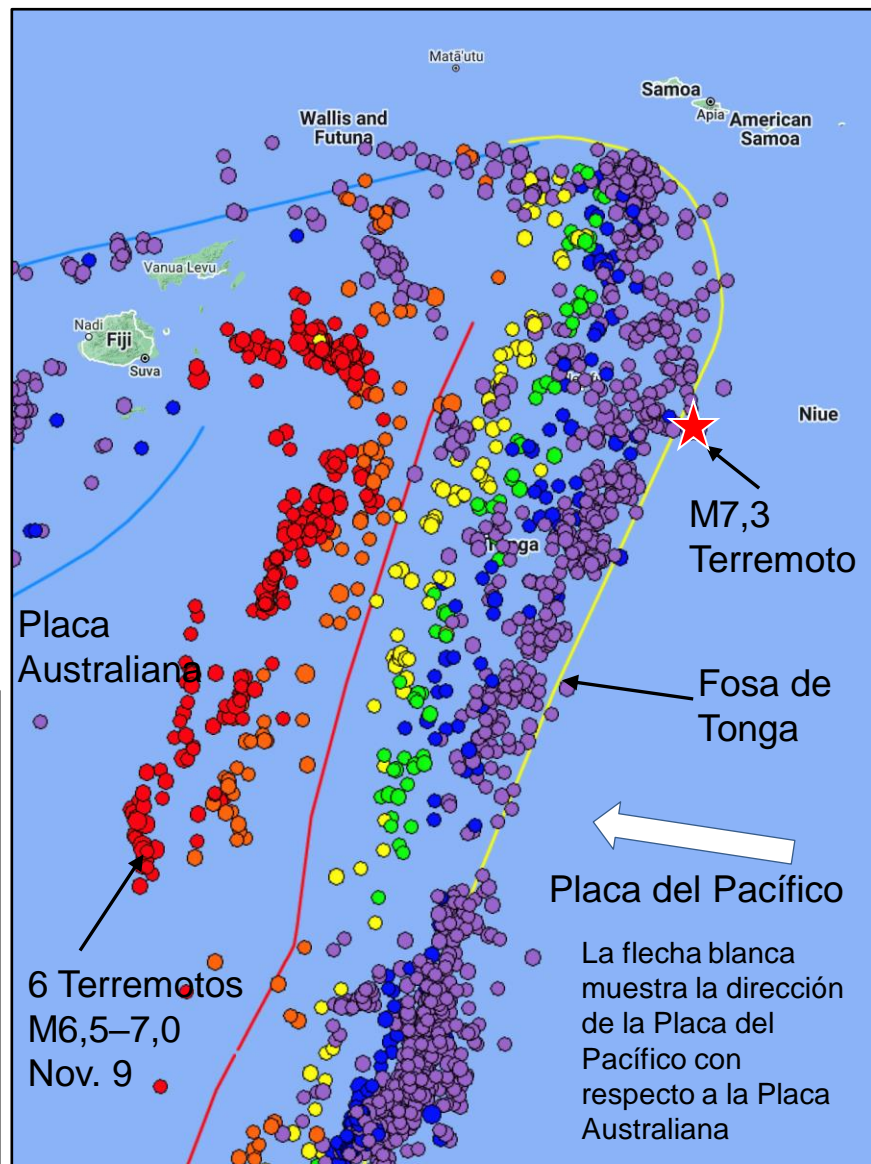 Matā'utu
Samoa
Apia
American
Samoa
Wallis and
Futuna
Vanua Levu
Nadi
Fiji
Suva
Niue
M7,3
Terremoto
Tonga
Placa
Australiana
Fosa de
Tonga
Placa del Pacífico
6 Terremotos
M6,5–7,0
Nov. 9
La flecha blanca
muestra la dirección
de la Placa del
Pacífico con
respecto a la Placa
Australiana